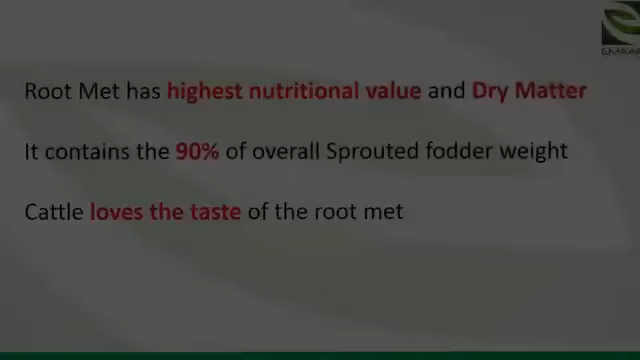 Root Met has highest nutritional value and Dry Matter
It contains the 90% of overall Sprouted fodder weight
Cattle loves the taste of the root met